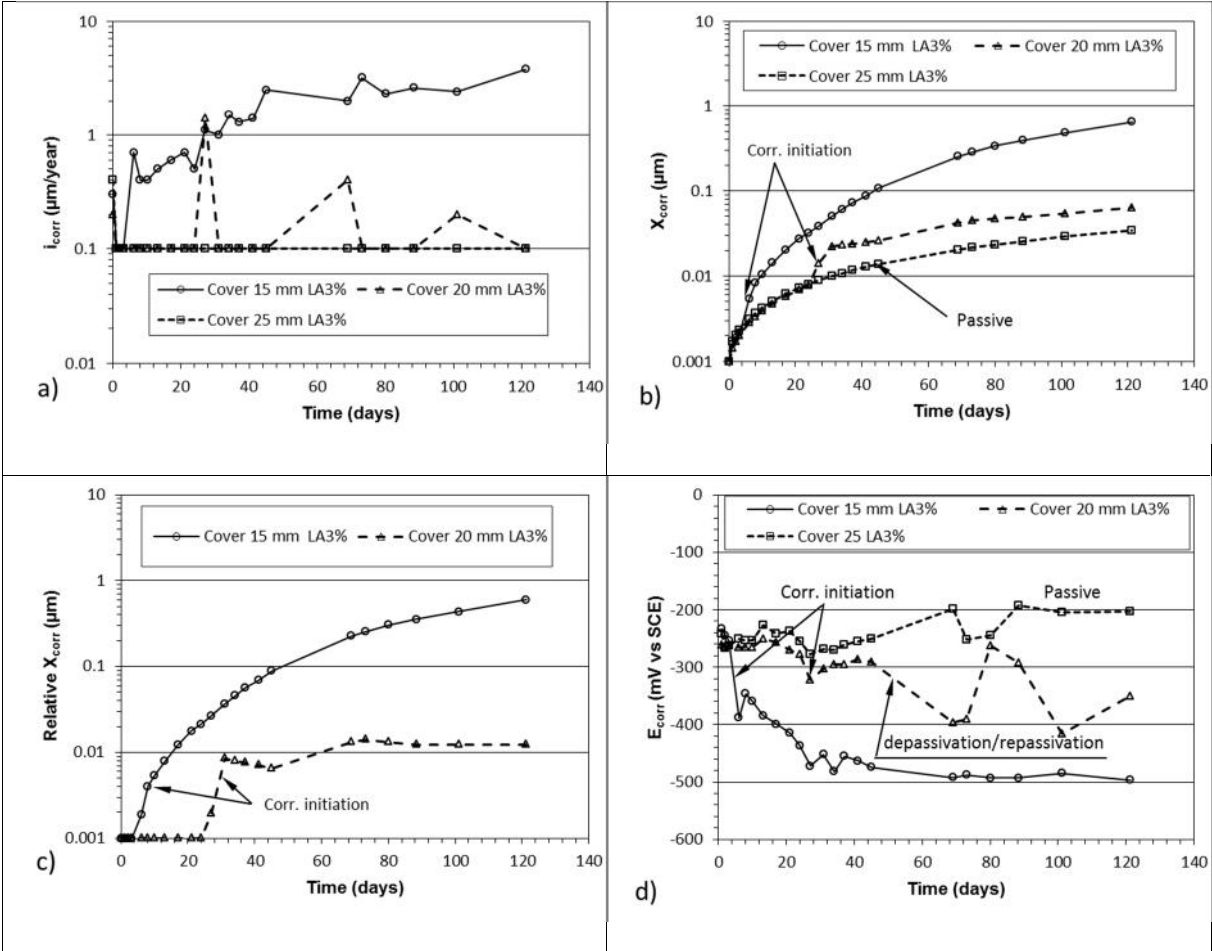 10
1
0.1
0.01
i_corr (µm/year)
Cover 15 mm LA3%
Cover 20 mm LA3%
Cover 25 mm LA3%
0 20 40 60 80 100 120 140
a)
Time (days)
10
1
0.1
0.01
0.001
X_corr (µm)
Cover 15 mm LA3%
Cover 20 mm LA3%
Cover 25 mm LA3%
Corr. initiation
Passive
0 20 40 60 80 100 120 140
b)
Time (days)
10
1
0.1
0.01
0.001
Relative X_corr (µm)
Cover 15 mm LA3%
Cover 20 mm LA3%
Corr. initiation
0 20 40 60 80 100 120 140
c)
Time (days)
0
-100
-200
-300
-400
-500
-600
E_corr (mV vs SCE)
Cover 15 mm LA3%
Cover 20 mm LA3%
Cover 25 LA3%
Corr. initiation
Passive
depassivation/repassivation
0 20 40 60 80 100 120 140
d)
Time (days)